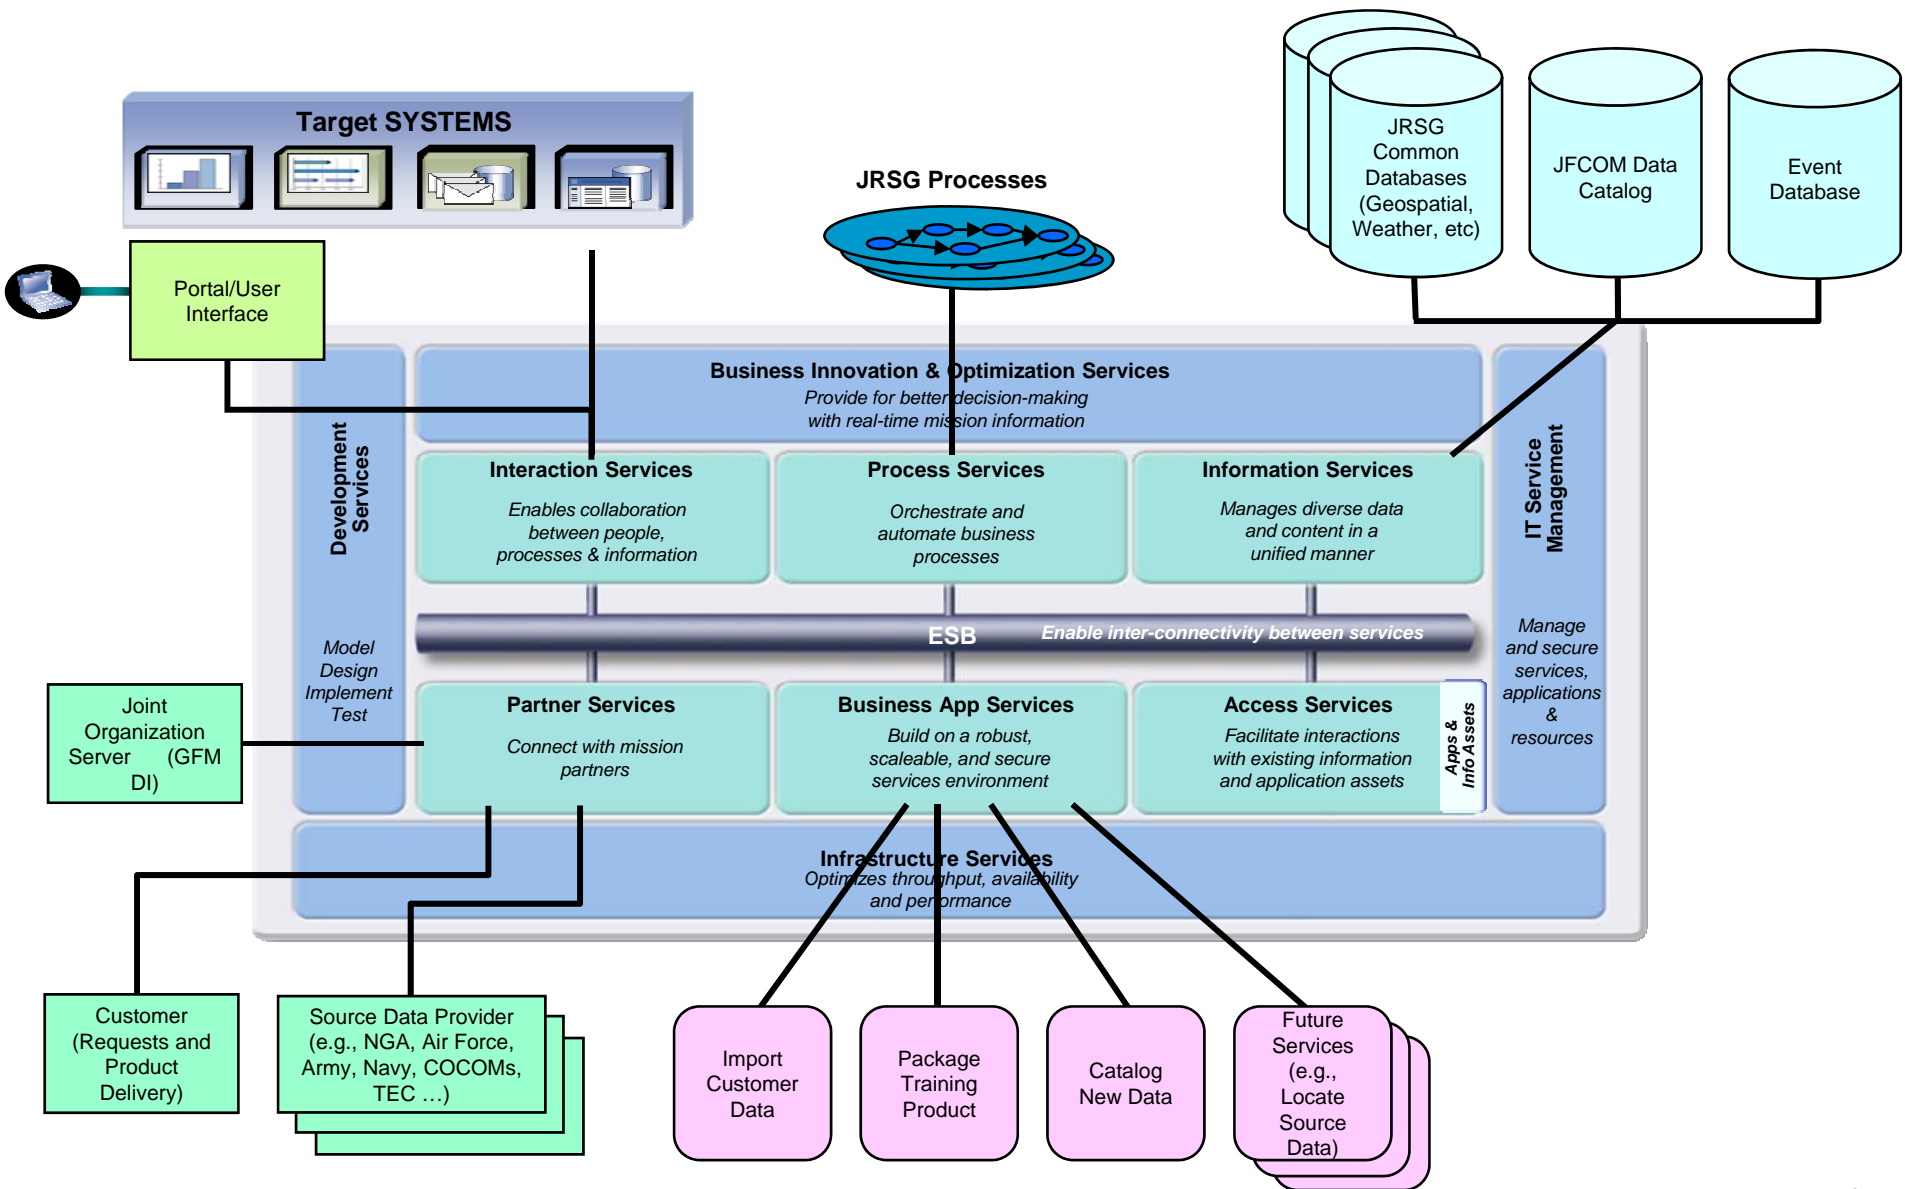 Target SYSTEMS
JRSG Processes
JRSG
Common
Databases
(Geospatial,
Weather, etc)
JFCOM Data
Catalog
Event
Database
Portal/User
Interface
Business Innovation & Optimization Services
Provide for better decision-making
with real-time mission information
Development
Services
Model
Design
Implement
Test
Interaction Services
Enables collaboration
between people,
processes & information
Process Services
Orchestrate and
automate business
processes
Information Services
Manages diverse data
and content in a
unified manner
IT Service
Management
Manage
and secure
services,
applications
&
resources
ESB
Enable inter-connectivity between services
Joint
Organization
Server (GFM
DI)
Partner Services
Connect with mission
partners
Business App Services
Build on a robust,
scaleable, and secure
services environment
Access Services
Facilitate interactions
with existing information
and application assets
Apps &
Info Assets
Infrastructure Services
Optimizes throughput, availability
and performance
Customer
(Requests and
Product
Delivery)
Source Data Provider
(e.g., NGA, Air Force,
Army, Navy, COCOMs,
TEC …)
Import
Customer
Data
Package
Training
Product
Catalog
New Data
Future
Services
(e.g.,
Locate
Source
Data)